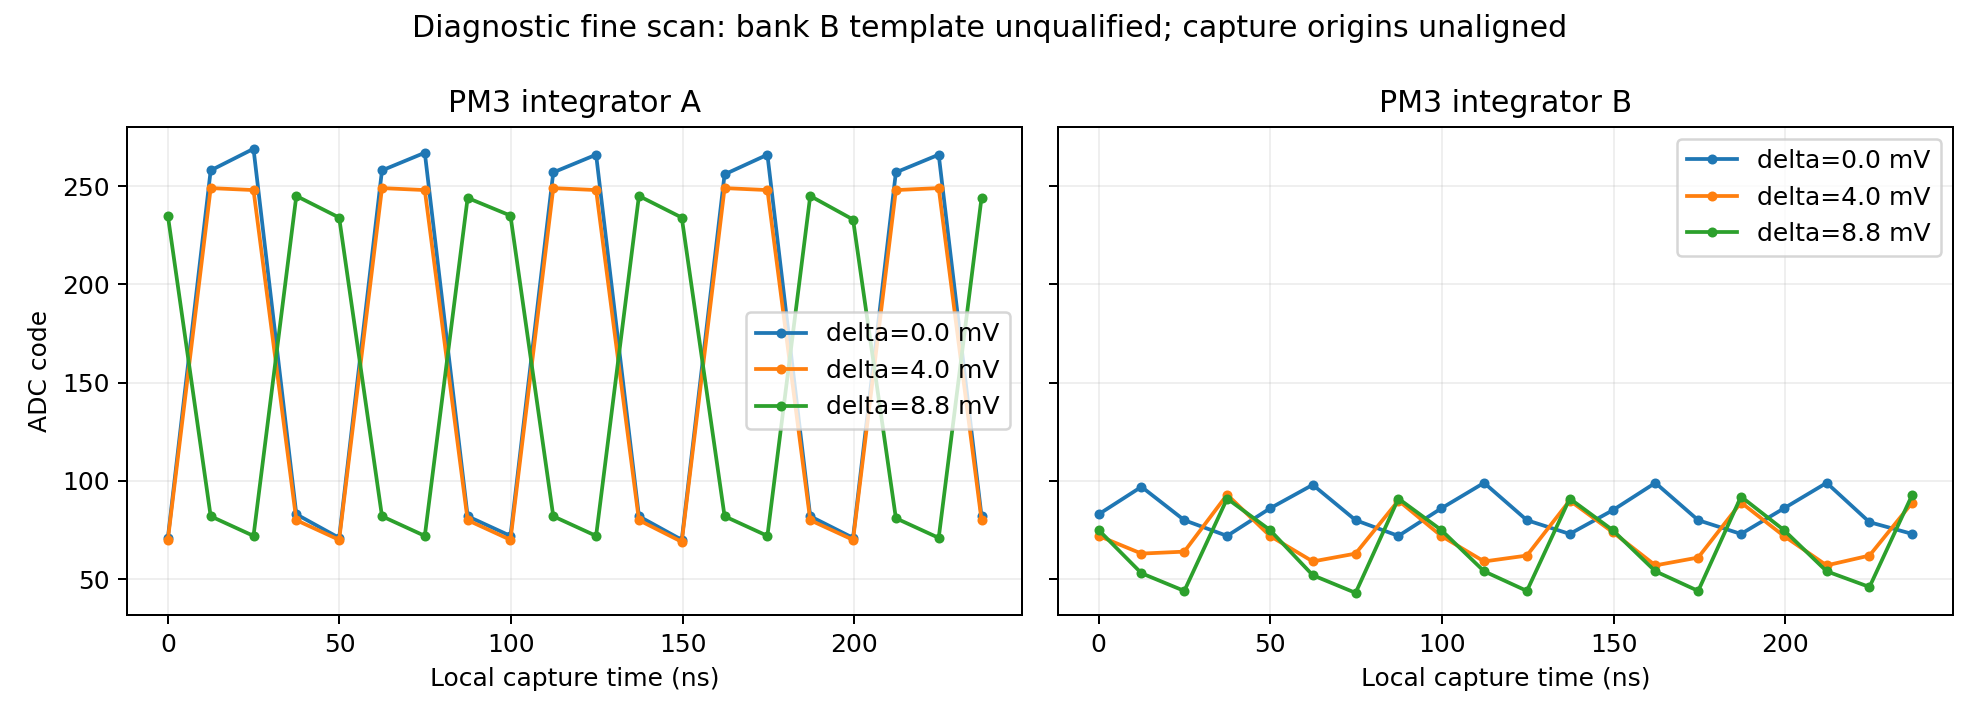 Diagnostic fine scan: bank B template unqualified; capture origins unaligned
PM3 integrator A
ADC code
250
200
150
100
50
delta=0.0 mV
delta=4.0 mV
delta=8.8 mV
0
50
100
150
200
Local capture time (ns)
PM3 integrator B
delta=0.0 mV
delta=4.0 mV
delta=8.8 mV
0
50
100
150
200
Local capture time (ns)